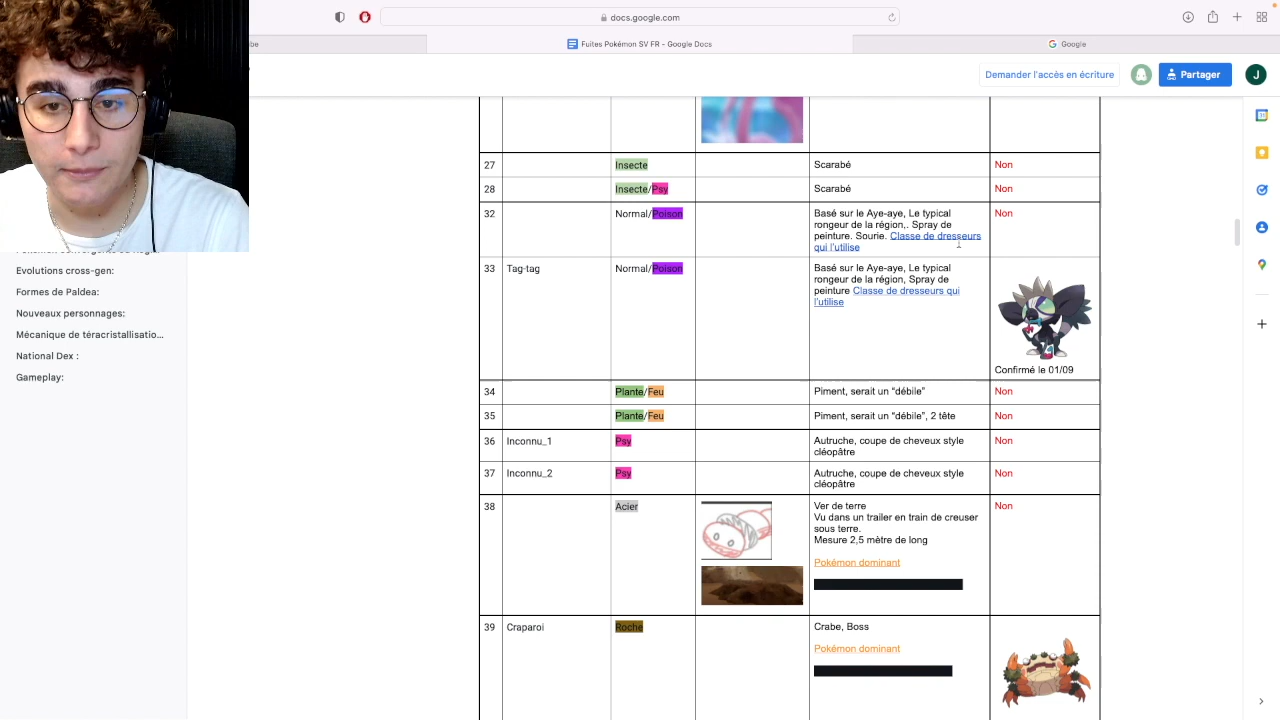 docs.google.com
be
Fuites Pokémon SV FR - Google Docs
Google
Demander l'accès en écriture
Partager
J
Evolutions cross-gen:
Formes de Paldea:
Nouveaux personnages:
Mécanique de téracristallisatio...
National Dex :
Gameplay:
27 Insecte Scarabé Non
28 Insecte/Psy Scarabé Non
32 Normal/Poison Basé sur le Aye-aye, Le typical Non
rongeur de la région,. Spray de
peinture. Sourie. Classe de dresseurs
qui l'utilise
33 Tag-tag Normal/Poison Basé sur le Aye-aye, Le typical
rongeur de la région, Spray de
peinture Classe de dresseurs qui
l'utilise
Confirmé le 01/09
34 Plante/Feu Piment, serait un “débile” Non
35 Plante/Feu Piment, serait un “débile”, 2 tête Non
36 Inconnu_1 Psy Autruche, coupe de cheveux style Non
cléopâtre
37 Inconnu_2 Psy Autruche, coupe de cheveux style Non
cléopâtre
38 Acier Ver de terre Non
Vu dans un trailer en train de creuser
sous terre.
Mesure 2,5 mètre de long
Pokémon dominant
39 Craparoi Roche Crabe, Boss
Pokémon dominant